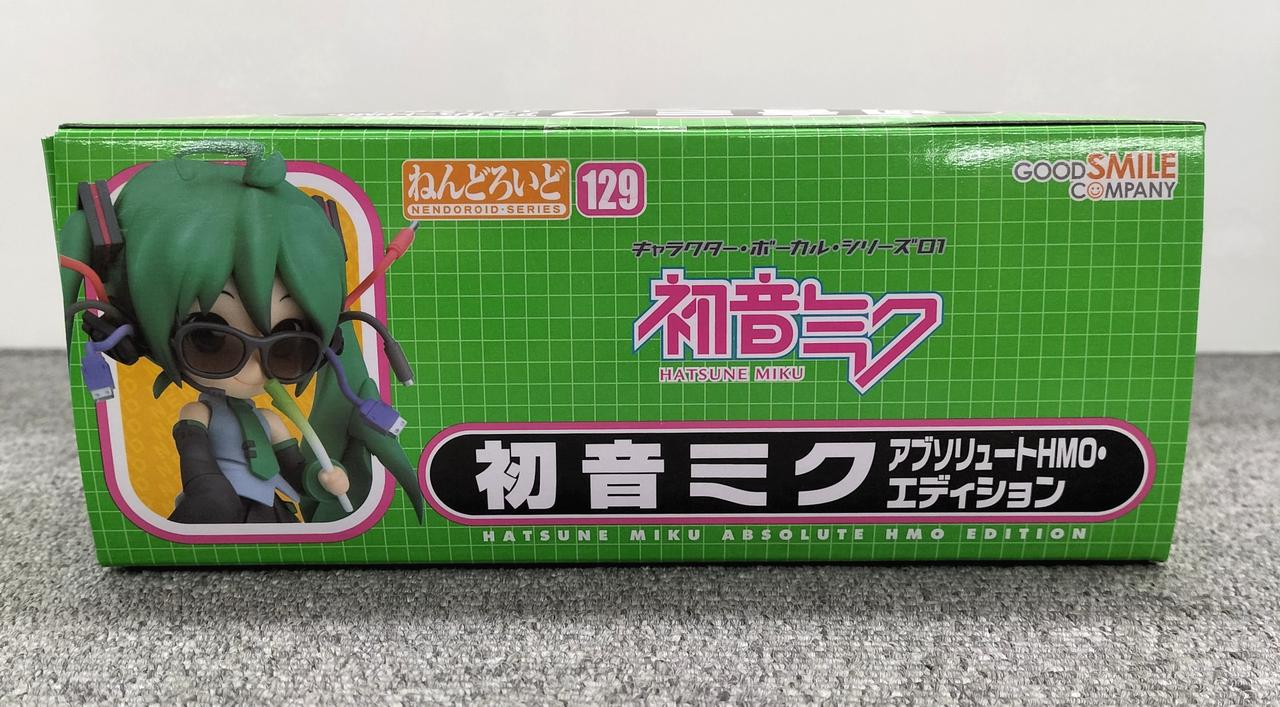 ねんどろいど
NENDOROID·SERIES
129
GOODSMILE
COMPANY
キャラクター・ボーカル・シリーズ01
初音ミク
HATSUNE MIKU
初音ミク アブソリュートHMO・
エディション
HATSUNE MIKU ABSOLUTE HMO EDITION